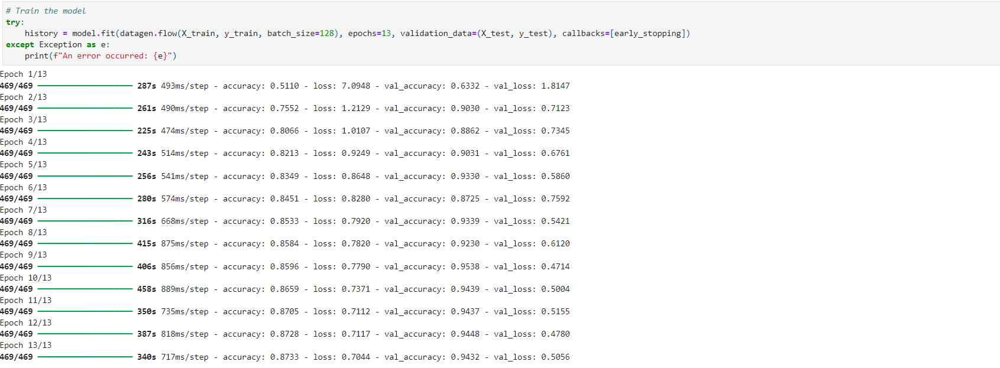 # Train the model
try:
    history = model.fit(datagen.flow(X_train, y_train, batch_size=128), epochs=13, validation_data=(X_test, y_test), callbacks=[early_stopping])
except Exception as e:
    print(f"An error occurred: {e}")
Epoch 1/13
469/469 287s 493ms/step - accuracy: 0.5110 - loss: 7.0948 - val_accuracy: 0.6332 - val_loss: 1.8147
Epoch 2/13
469/469 261s 490ms/step - accuracy: 0.7552 - loss: 1.2129 - val_accuracy: 0.9030 - val_loss: 0.7123
Epoch 3/13
469/469 225s 474ms/step - accuracy: 0.8066 - loss: 1.0107 - val_accuracy: 0.8862 - val_loss: 0.7345
Epoch 4/13
469/469 243s 514ms/step - accuracy: 0.8213 - loss: 0.9249 - val_accuracy: 0.9031 - val_loss: 0.6761
Epoch 5/13
469/469 256s 541ms/step - accuracy: 0.8349 - loss: 0.8648 - val_accuracy: 0.9330 - val_loss: 0.5860
Epoch 6/13
469/469 280s 574ms/step - accuracy: 0.8451 - loss: 0.8280 - val_accuracy: 0.8725 - val_loss: 0.7592
Epoch 7/13
469/469 316s 668ms/step - accuracy: 0.8533 - loss: 0.7920 - val_accuracy: 0.9339 - val_loss: 0.5421
Epoch 8/13
469/469 415s 875ms/step - accuracy: 0.8584 - loss: 0.7820 - val_accuracy: 0.9230 - val_loss: 0.6120
Epoch 9/13
469/469 406s 856ms/step - accuracy: 0.8596 - loss: 0.7790 - val_accuracy: 0.9538 - val_loss: 0.4714
Epoch 10/13
469/469 458s 889ms/step - accuracy: 0.8659 - loss: 0.7371 - val_accuracy: 0.9439 - val_loss: 0.5004
Epoch 11/13
469/469 350s 735ms/step - accuracy: 0.8705 - loss: 0.7112 - val_accuracy: 0.9437 - val_loss: 0.5155
Epoch 12/13
469/469 387s 818ms/step - accuracy: 0.8728 - loss: 0.7117 - val_accuracy: 0.9448 - val_loss: 0.4780
Epoch 13/13
469/469 340s 717ms/step - accuracy: 0.8733 - loss: 0.7044 - val_accuracy: 0.9432 - val_loss: 0.5056